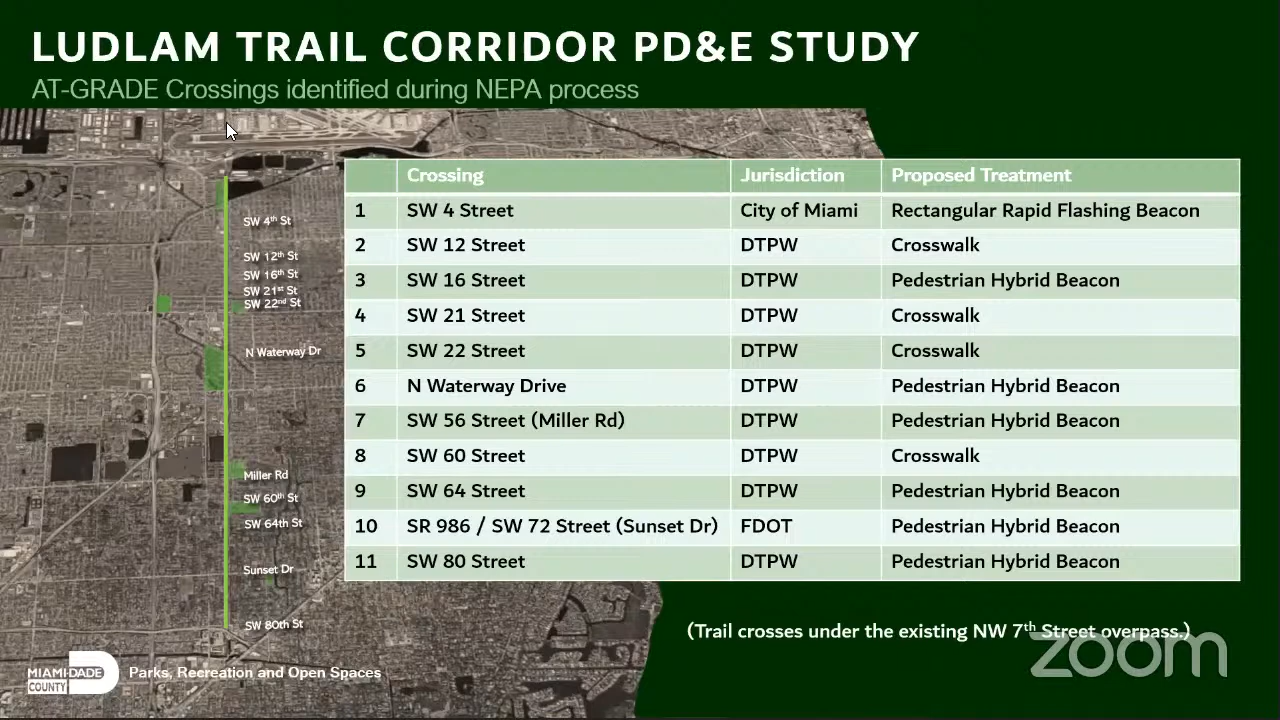 LUDLAM TRAIL CORRIDOR PD&E STUDY
AT-GRADE Crossings identified during NEPA process
Crossing Jurisdiction Proposed Treatment
1 SW 4 Street City of Miami Rectangular Rapid Flashing Beacon
2 SW 12 Street DTPW Crosswalk
3 SW 16 Street DTPW Pedestrian Hybrid Beacon
4 SW 21 Street DTPW Crosswalk
5 SW 22 Street DTPW Crosswalk
6 N Waterway Drive DTPW Pedestrian Hybrid Beacon
7 SW 56 Street (Miller Rd) DTPW Pedestrian Hybrid Beacon
8 SW 60 Street DTPW Crosswalk
9 SW 64 Street DTPW Pedestrian Hybrid Beacon
10 SR 986 / SW 72 Street (Sunset Dr) FDOT Pedestrian Hybrid Beacon
11 SW 80 Street DTPW Pedestrian Hybrid Beacon
SW 4th St
SW 12th St
SW 16th St
SW 21st St
SW 22nd St
N Waterway Dr
Miller Rd
SW 60th St
SW 64th St
Sunset Dr
SW 80th St
(Trail crosses under the existing NW 7th Street overpass.)
zoom
MIAMI-DADE
COUNTY
Parks, Recreation and Open Spaces